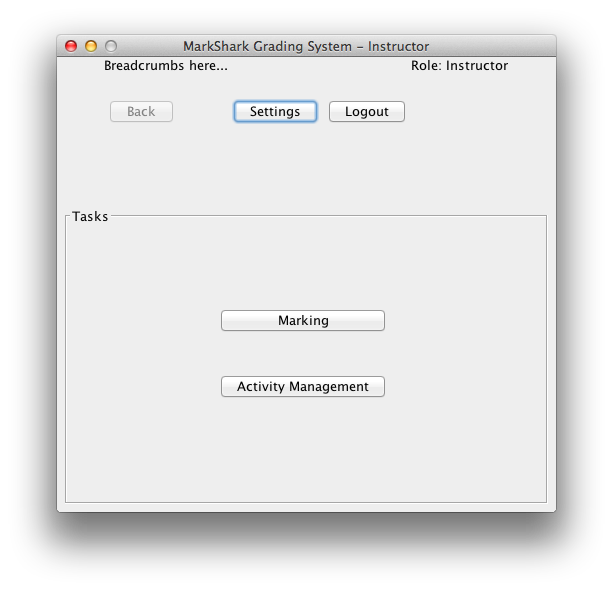 MarkShark Grading System – Instructor
Breadcrumbs here... Role: Instructor
Back Settings Logout
Tasks
Marking
Activity Management